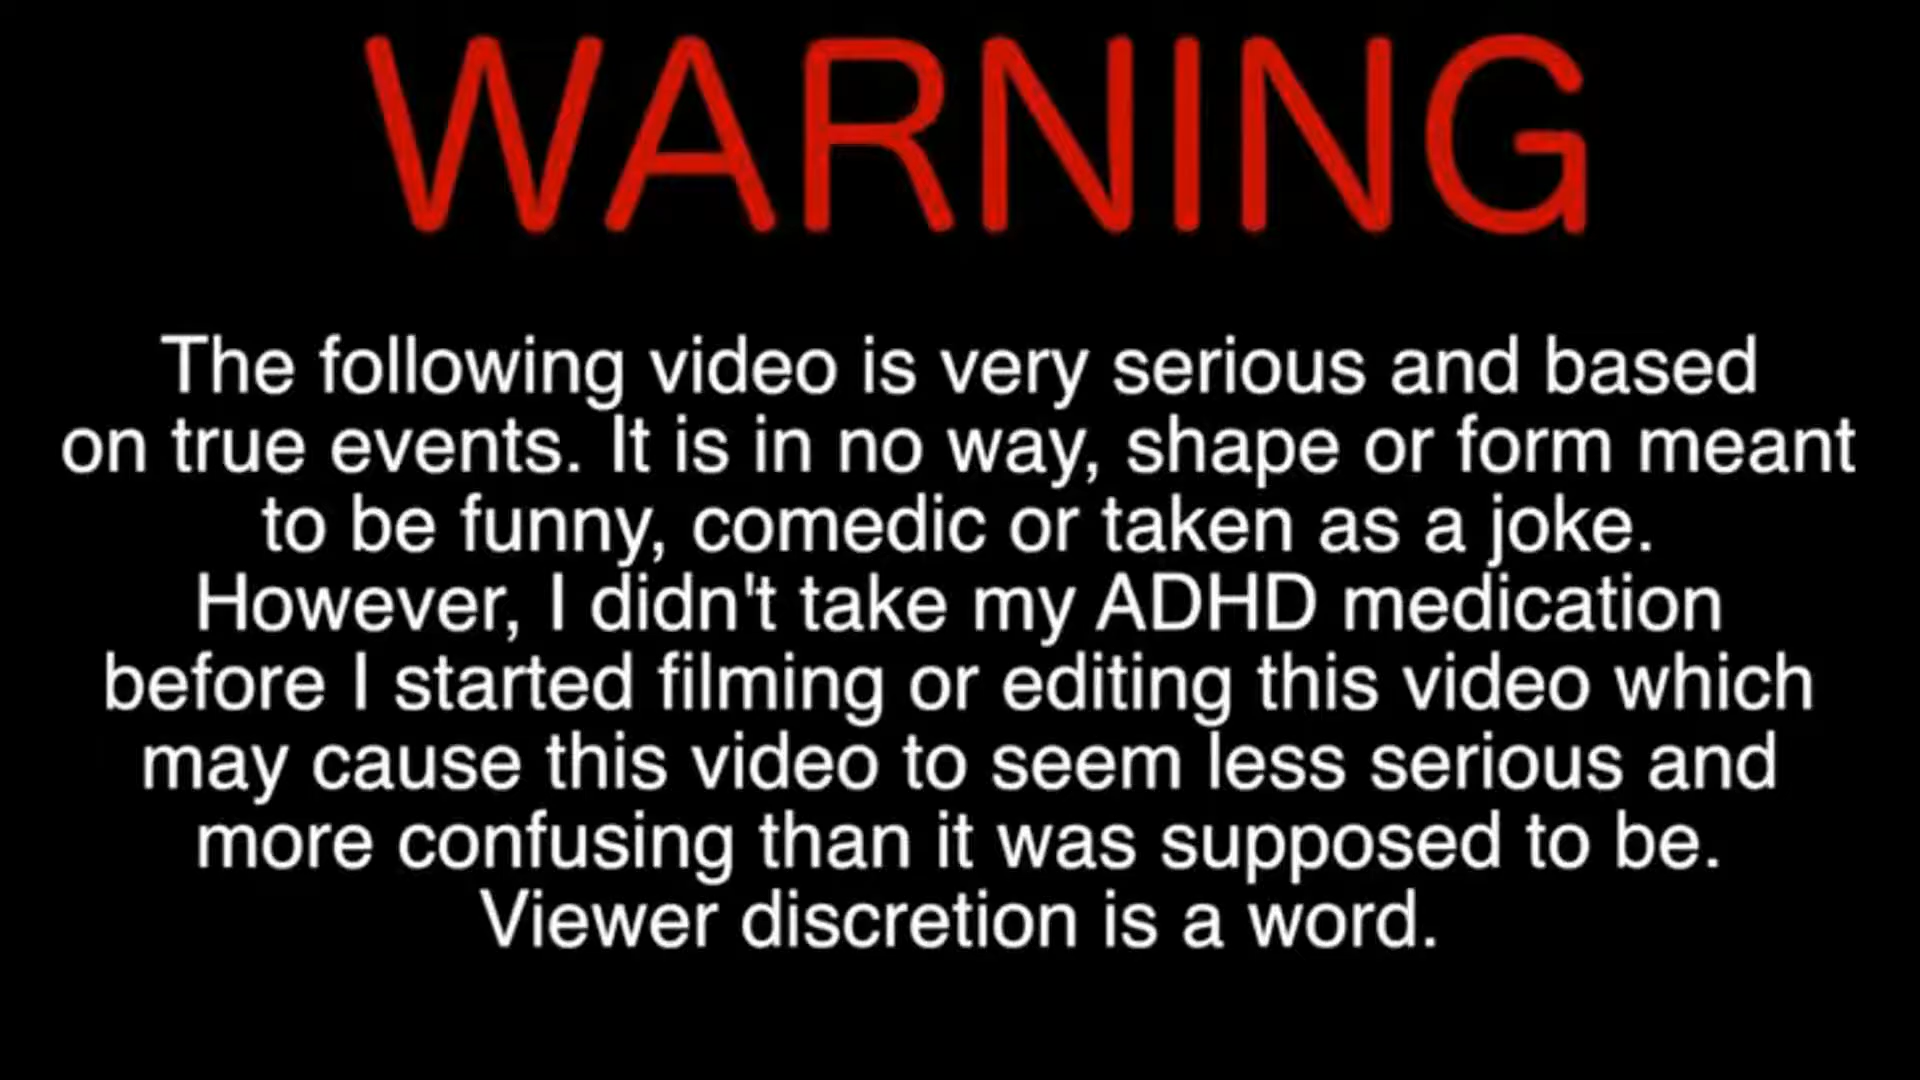 WARNING
The following video is very serious and based
on true events. It is in no way, shape or form meant
to be funny, comedic or taken as a joke.
However, I didn't take my ADHD medication
before I started filming or editing this video which
may cause this video to seem less serious and
more confusing than it was supposed to be.
Viewer discretion is a word.